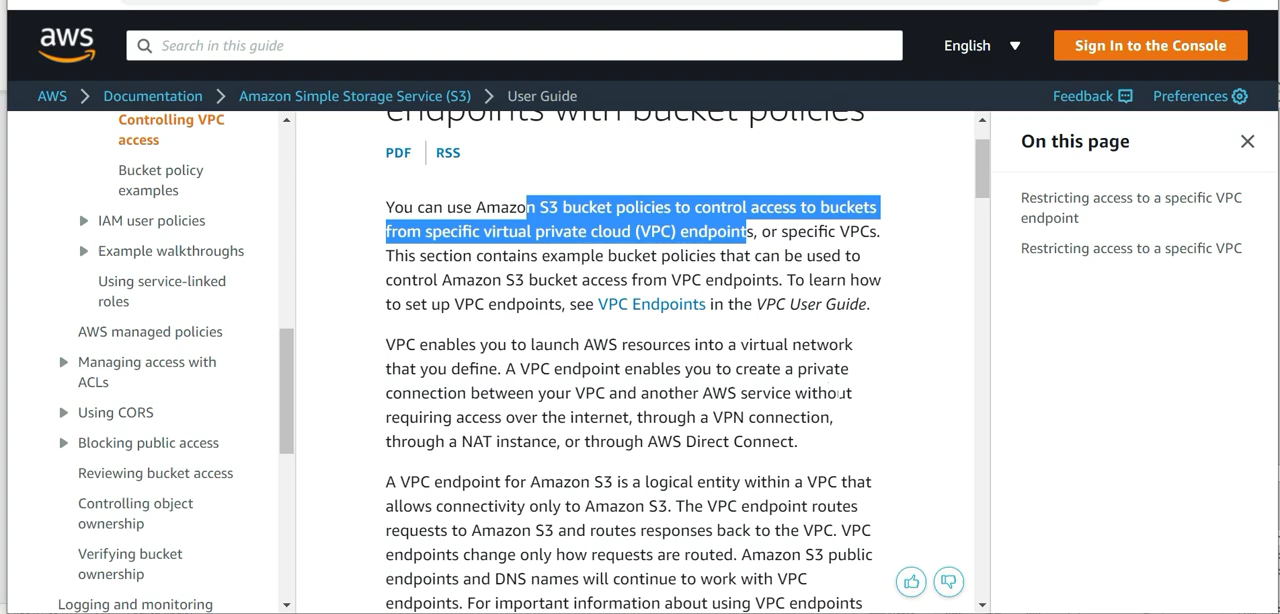 aws
Search in this guide
English
Sign In to the Console
AWS
Documentation
Amazon Simple Storage Service (S3)
User Guide
Feedback
Preferences
Controlling VPC
access
Bucket policy
examples
IAM user policies
Example walkthroughs
Using service-linked
roles
AWS managed policies
Managing access with
ACLs
Using CORS
Blocking public access
Reviewing bucket access
Controlling object
ownership
Verifying bucket
ownership
Logging and monitoring
endpoints with bucket policies
PDF
RSS
You can use Amazon S3 bucket policies to control access to buckets
from specific virtual private cloud (VPC) endpoints, or specific VPCs.
This section contains example bucket policies that can be used to
control Amazon S3 bucket access from VPC endpoints. To learn how
to set up VPC endpoints, see VPC Endpoints in the VPC User Guide.
VPC enables you to launch AWS resources into a virtual network
that you define. A VPC endpoint enables you to create a private
connection between your VPC and another AWS service without
requiring access over the internet, through a VPN connection,
through a NAT instance, or through AWS Direct Connect.
A VPC endpoint for Amazon S3 is a logical entity within a VPC that
allows connectivity only to Amazon S3. The VPC endpoint routes
requests to Amazon S3 and routes responses back to the VPC. VPC
endpoints change only how requests are routed. Amazon S3 public
endpoints and DNS names will continue to work with VPC
endpoints. For important information about using VPC endpoints
On this page
Restricting access to a specific VPC
endpoint
Restricting access to a specific VPC